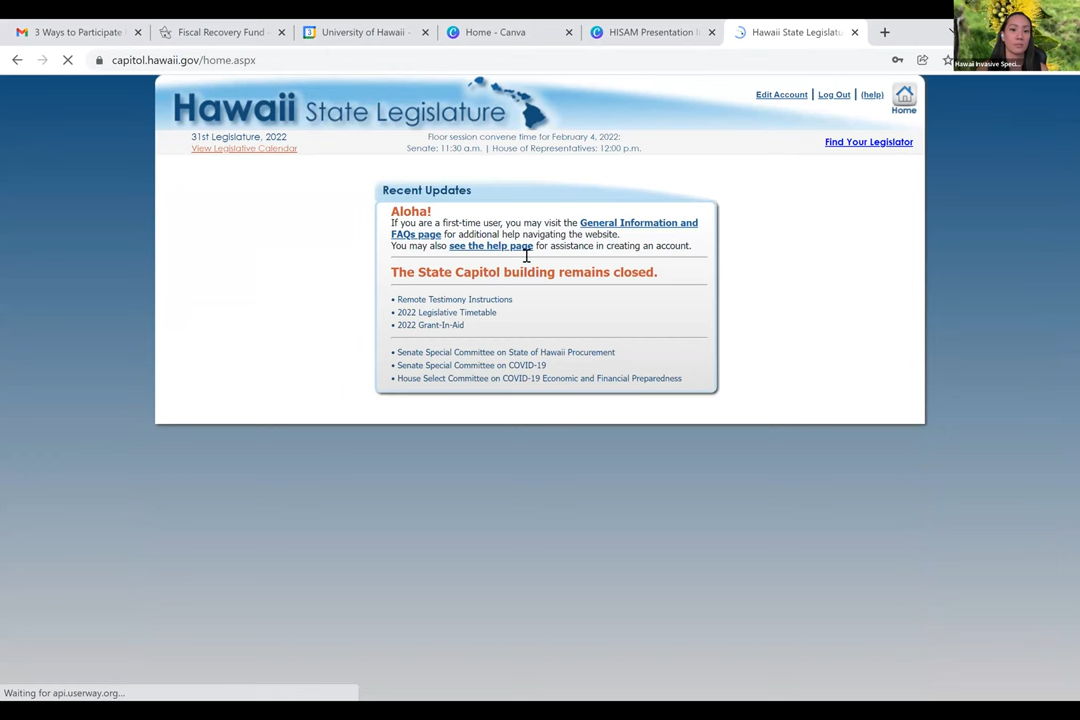 3 Ways to Participate
Fiscal Recovery Fund
University of Hawaii -
Home - Canva
HISAM Presentation
Hawaii State Legislatu
capitol.hawaii.gov/home.aspx
Hawaii Invasive Speci...
Hawaii State Legislature
Edit Account | Log Out | (help)
Home
31st Legislature, 2022
View Legislative Calendar
Floor session convene time for February 4, 2022:
Senate: 11:30 a.m. | House of Representatives: 12:00 p.m.
Find Your Legislator
Recent Updates
Aloha!
If you are a first-time user, you may visit the General Information and
FAQs page for additional help navigating the website.
You may also see the help page for assistance in creating an account.
The State Capitol building remains closed.
• Remote Testimony Instructions
• 2022 Legislative Timetable
• 2022 Grant-In-Aid
• Senate Special Committee on State of Hawaii Procurement
• Senate Special Committee on COVID-19
• House Select Committee on COVID-19 Economic and Financial Preparedness
Waiting for api.userway.org...